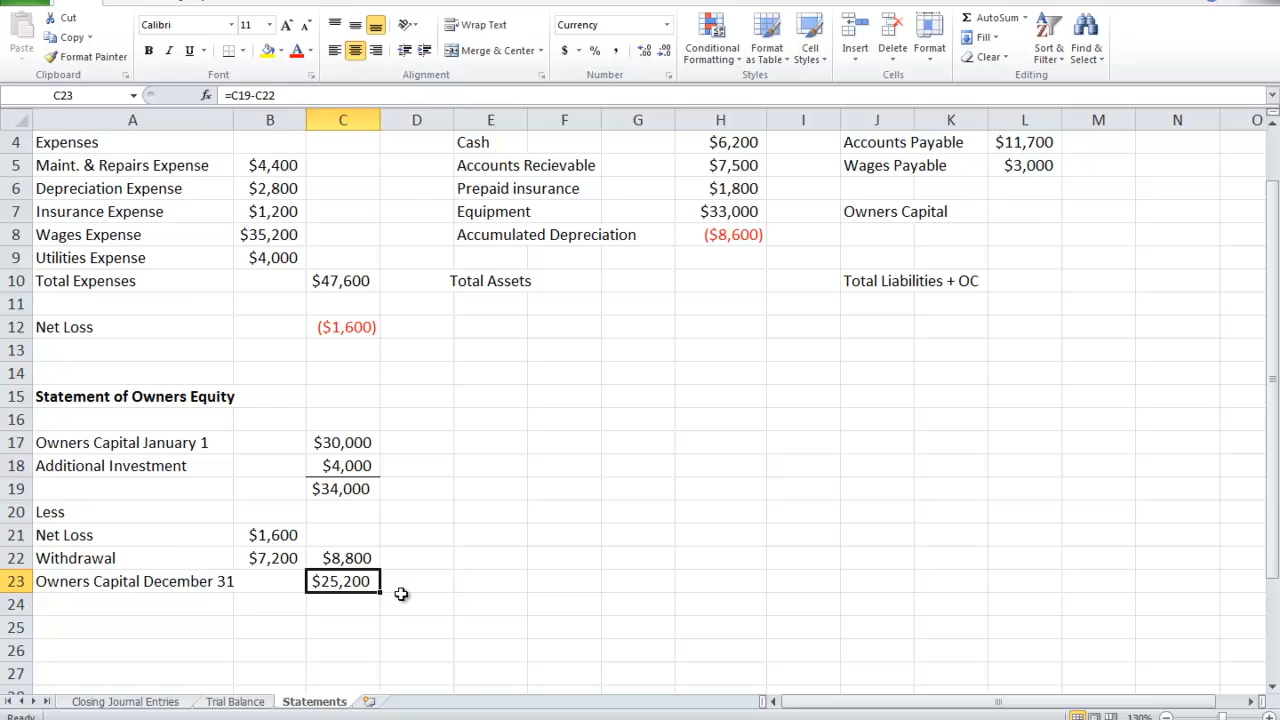 Cut
Copy
Format Painter
Paste
Clipboard
Calibri 11 A A
B I U A
Font
Wrap Text
Merge & Center
Alignment
Currency
$ % ,
Number
Conditional Formatting
Format as Table
Cell Styles
Styles
Insert Delete Format
Cells
Σ AutoSum
Fill
Clear
Sort & Filter
Find & Select
Editing
C23 fx =C19-C22
A B C D E F G H I J K L M N O
4 Expenses Cash $6,200 Accounts Payable $11,700
5 Maint. & Repairs Expense $4,400 Accounts Recievable $7,500 Wages Payable $3,000
6 Depreciation Expense $2,800 Prepaid insurance $1,800
7 Insurance Expense $1,200 Equipment $33,000 Owners Capital
8 Wages Expense $35,200 Accumulated Depreciation ($8,600)
9 Utilities Expense $4,000
10 Total Expenses $47,600 Total Assets Total Liabilities + OC
11
12 Net Loss ($1,600)
13
14
15 Statement of Owners Equity
16
17 Owners Capital January 1 $30,000
18 Additional Investment $4,000
19 $34,000
20 Less
21 Net Loss $1,600
22 Withdrawal $7,200 $8,800
23 Owners Capital December 31 $25,200
24
25
26
27
Closing Journal Entries Trial Balance Statements
Ready 130%